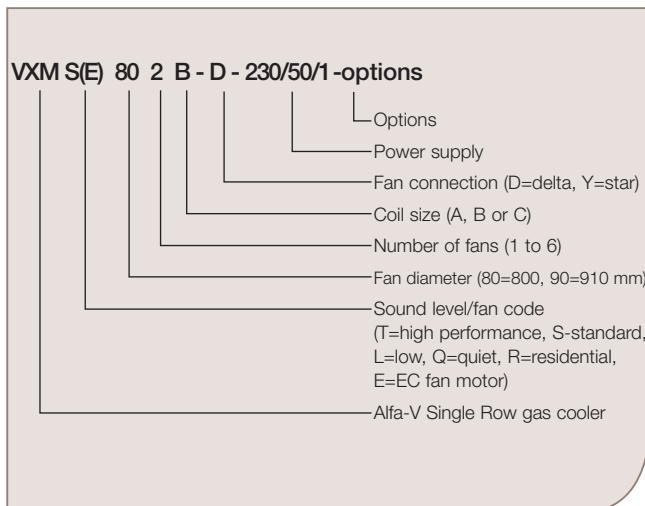 VXM S(E) 80 2 B - D - 230/50/1 -options
Options
Power supply
Fan connection (D=delta, Y=star)
Coil size (A, B or C)
Number of fans (1 to 6)
Fan diameter (80=800, 90=910 mm)
Sound level/fan code
(T=high performance, S-standard,
L=low, Q=quiet, R=residential,
E=EC fan motor)
Alfa-V Single Row gas cooler